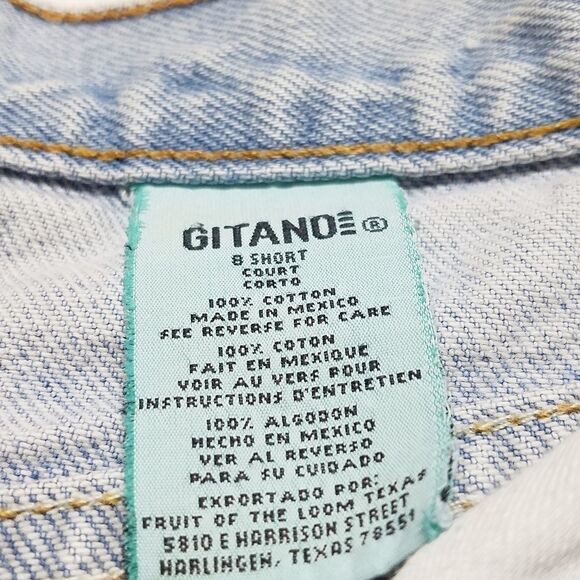 GITANO ®
8 SHORT
COURT
CORTO
100% COTTON
MADE IN MEXICO
SEE REVERSE FOR CARE
100% COTON
FAIT EN MEXIQUE
VOIR AU VERS POUR
INSTRUCTIONS D'ENTRETIEN
100% ALGODON
HECHO EN MEXICO
VER AL REVERSO
PARA SU CUIDADO
EXPORTADO POR:
FRUIT OF THE LOOM TEXAS
5810 E HARRISON STREET
HARLINGEN, TEXAS 78551